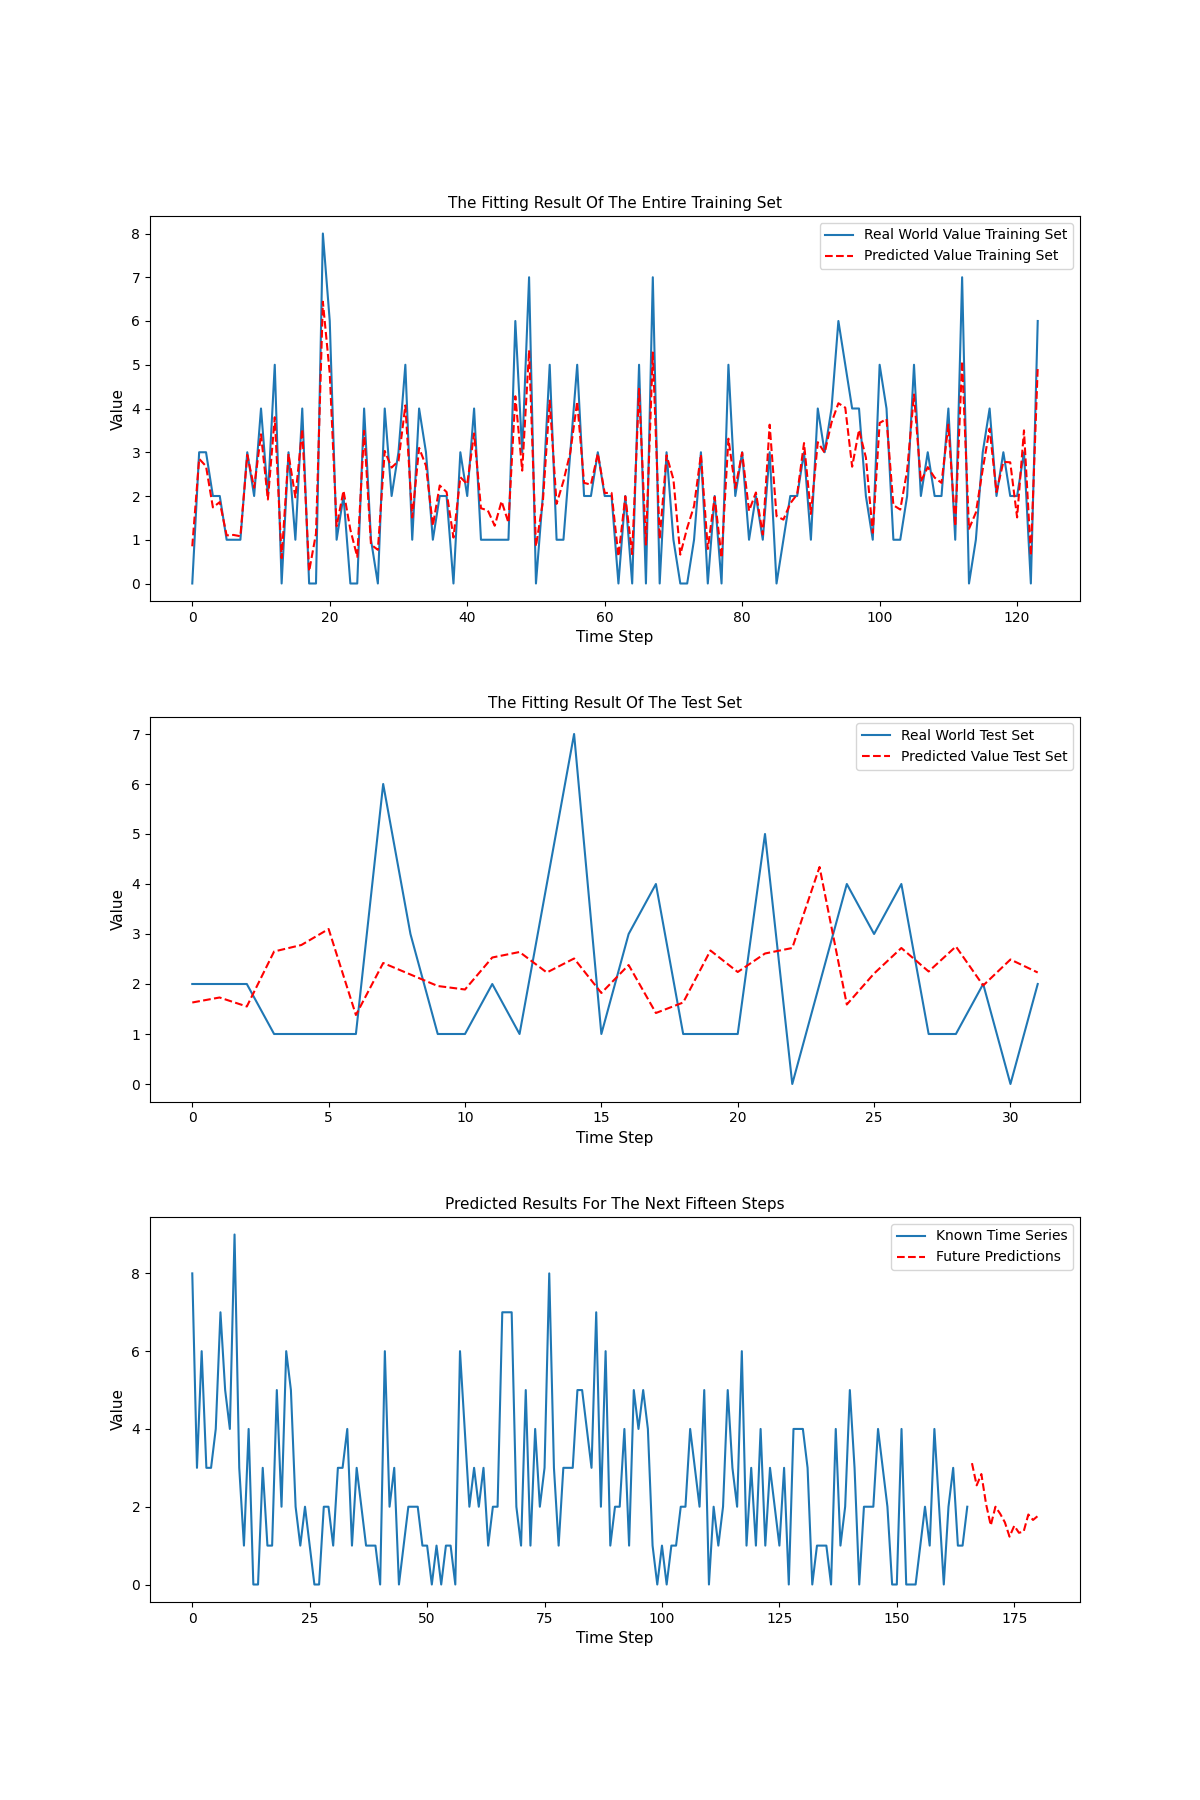 The Fitting Result Of The Entire Training Set
Real World Value Training Set
Predicted Value Training Set
8
7
6
5
4
3
2
1
0
Value
0 20 40 60 80 100 120
Time Step
The Fitting Result Of The Test Set
Real World Test Set
Predicted Value Test Set
7
6
5
4
3
2
1
0
Value
0 5 10 15 20 25 30
Time Step
Predicted Results For The Next Fifteen Steps
Known Time Series
Future Predictions
8
6
4
2
0
Value
0 25 50 75 100 125 150 175
Time Step